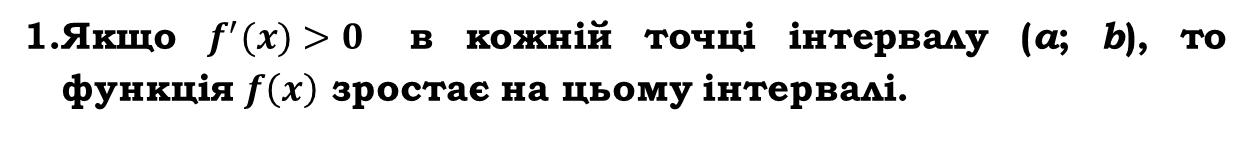 1.Якщо f′(x) > 0 в кожній точці інтервалу (a; b), то
функція f(x) зростає на цьому інтервалі.